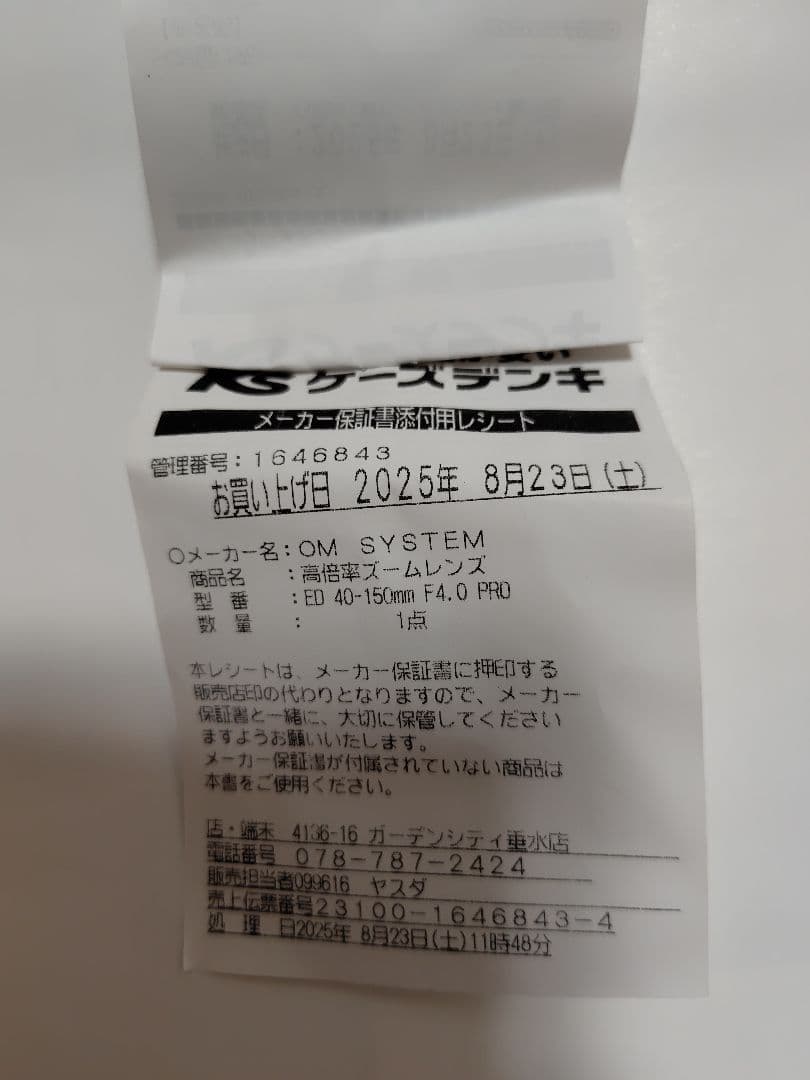 ケーズデンキ
メーカー保証書添付用レシート
管理番号：1646843
お買い上げ日 2025年 8月23日(土)
○メーカー名：OM SYSTEM
商品名 ：高倍率ズームレンズ
型 番 ：ED 40-150mm F4.0 PRO
数 量 ： 1点
本レシートは、メーカー保証書に押印する
販売店印の代わりとなりますので、メーカー
保証書と一緒に、大切に保管してください
ますようお願いいたします。
メーカー保証書が付属されていない商品は
本書をご使用ください。
店・端末 4136-16 ガーデンシティ垂水店
電話番号 078-787-2424
販売担当者099616 ヤスダ
売上伝票番号23100-1646843-4
処 理 日2025年 8月23日(土)11時48分